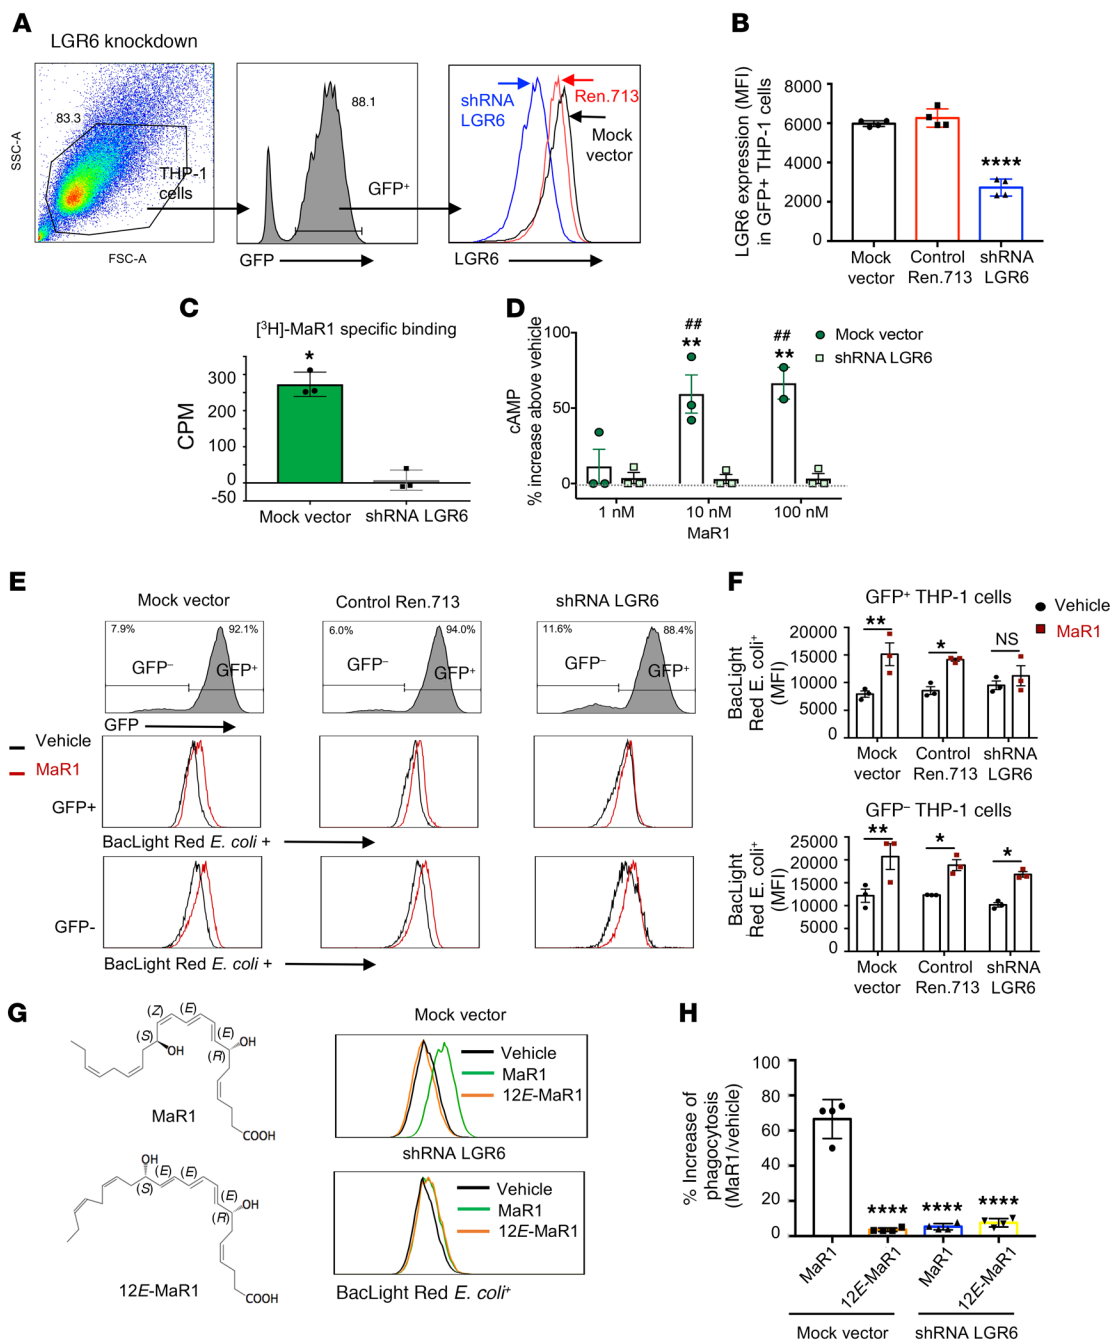 A
LGR6 knockdown
83.3
THP-1
cells
SSC-A
FSC-A
88.1
GFP⁺
GFP
shRNA
LGR6
Ren.713
Mock
vector
LGR6
B
LGR6 expression (MFI)
in GFP+ THP-1 cells
8000
6000
4000
2000
0
****
Mock
vector
Control
Ren.713
shRNA
LGR6
C
[³H]-MaR1 specific binding
CPM
300
200
100
0
-50
*
Mock vector
shRNA LGR6
D
cAMP
% increase above vehicle
100
50
0
##
**
##
**
Mock vector
shRNA LGR6
1 nM
10 nM
100 nM
MaR1
E
Mock vector
Control Ren.713
shRNA LGR6
7.9%
92.1%
GFP⁻
GFP⁺
6.0%
94.0%
GFP⁻
GFP⁺
11.6%
88.4%
GFP⁻
GFP⁺
GFP
Vehicle
MaR1
GFP+
BacLight Red E. coli +
GFP-
BacLight Red E. coli +
F
GFP⁺ THP-1 cells
Vehicle
MaR1
BacLight
Red E. coli⁺
(MFI)
20000
15000
10000
5000
0
**
*
NS
Mock
vector
Control
Ren.713
shRNA
LGR6
GFP⁻ THP-1 cells
BacLight
Red E. coli⁺
(MFI)
25000
20000
15000
10000
5000
0
**
*
*
Mock
vector
Control
Ren.713
shRNA
LGR6
G
(Z)
(E)
(E)
(S)
OH
(R)
OH
COOH
MaR1
OH
(S)
(E)
(E)
(E)
(R)
OH
COOH
12E-MaR1
Mock vector
Vehicle
MaR1
12E-MaR1
shRNA LGR6
Vehicle
MaR1
12E-MaR1
BacLight Red E. coli⁺
H
% Increase of
phagocytosis
(MaR1/vehicle)
100
80
60
40
20
0
****
****
****
MaR1
12E-MaR1
MaR1
12E-MaR1
Mock vector
shRNA LGR6